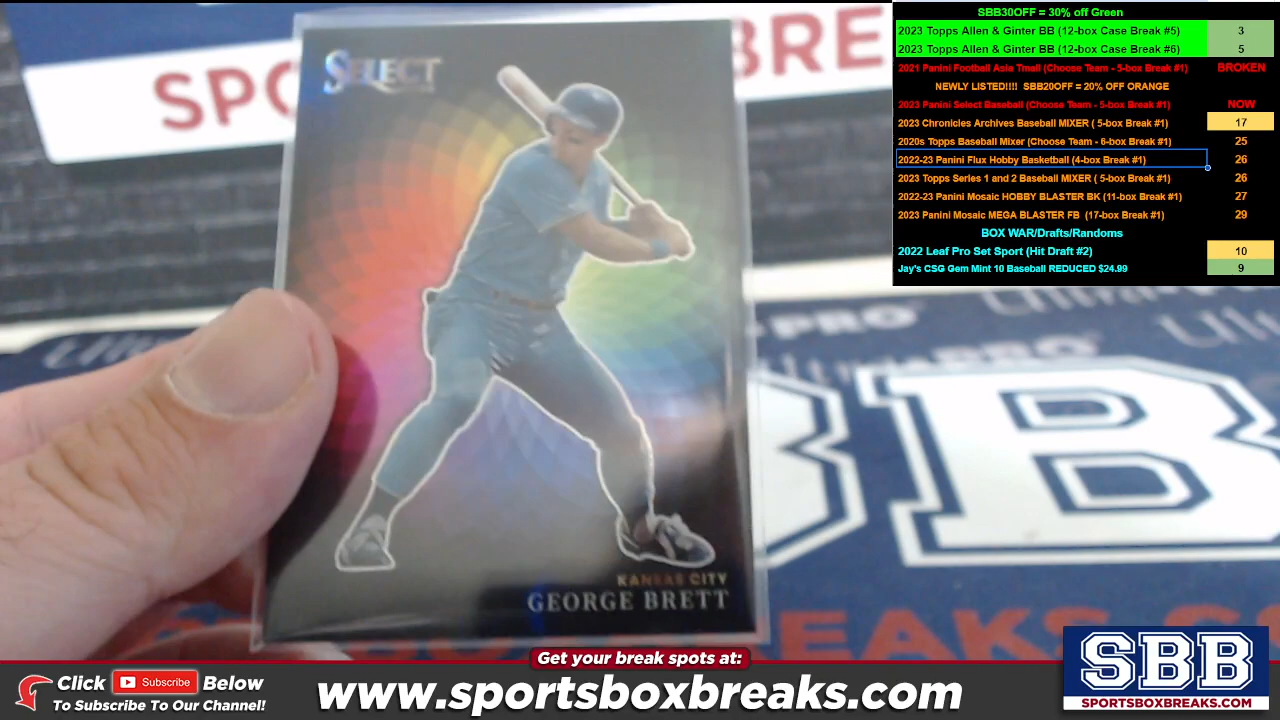 SBB30OFF = 30% off Green
2023 Topps Allen & Ginter BB (12-box Case Break #5) 3
2023 Topps Allen & Ginter BB (12-box Case Break #6) 5
2021 Panini Football Asia Tmall (Choose Team - 5-box Break #1) BROKEN
NEWLY LISTED!!!! SBB20OFF = 20% OFF ORANGE
2023 Panini Select Baseball (Choose Team - 5-box Break #1) NOW
2023 Chronicles Archives Baseball MIXER ( 5-box Break #1) 17
2020s Topps Baseball Mixer (Choose Team - 6-box Break #1) 25
2022-23 Panini Flux Hobby Basketball (4-box Break #1) 26
2023 Topps Series 1 and 2 Baseball MIXER ( 5-box Break #1) 26
2022-23 Panini Mosaic HOBBY BLASTER BK (11-box Break #1) 27
2023 Panini Mosaic MEGA BLASTER FB (17-box Break #1) 29
BOX WAR/Drafts/Randoms
2022 Leaf Pro Set Sport (Hit Draft #2) 10
Jay's CSG Gem Mint 10 Baseball REDUCED $24.99 9
SELECT
KANSAS CITY
GEORGE BRETT
Get your break spots at:
Click Subscribe Below
To Subscribe To Our Channel!
www.sportsboxbreaks.com
SBB
SPORTSBOXBREAKS.COM